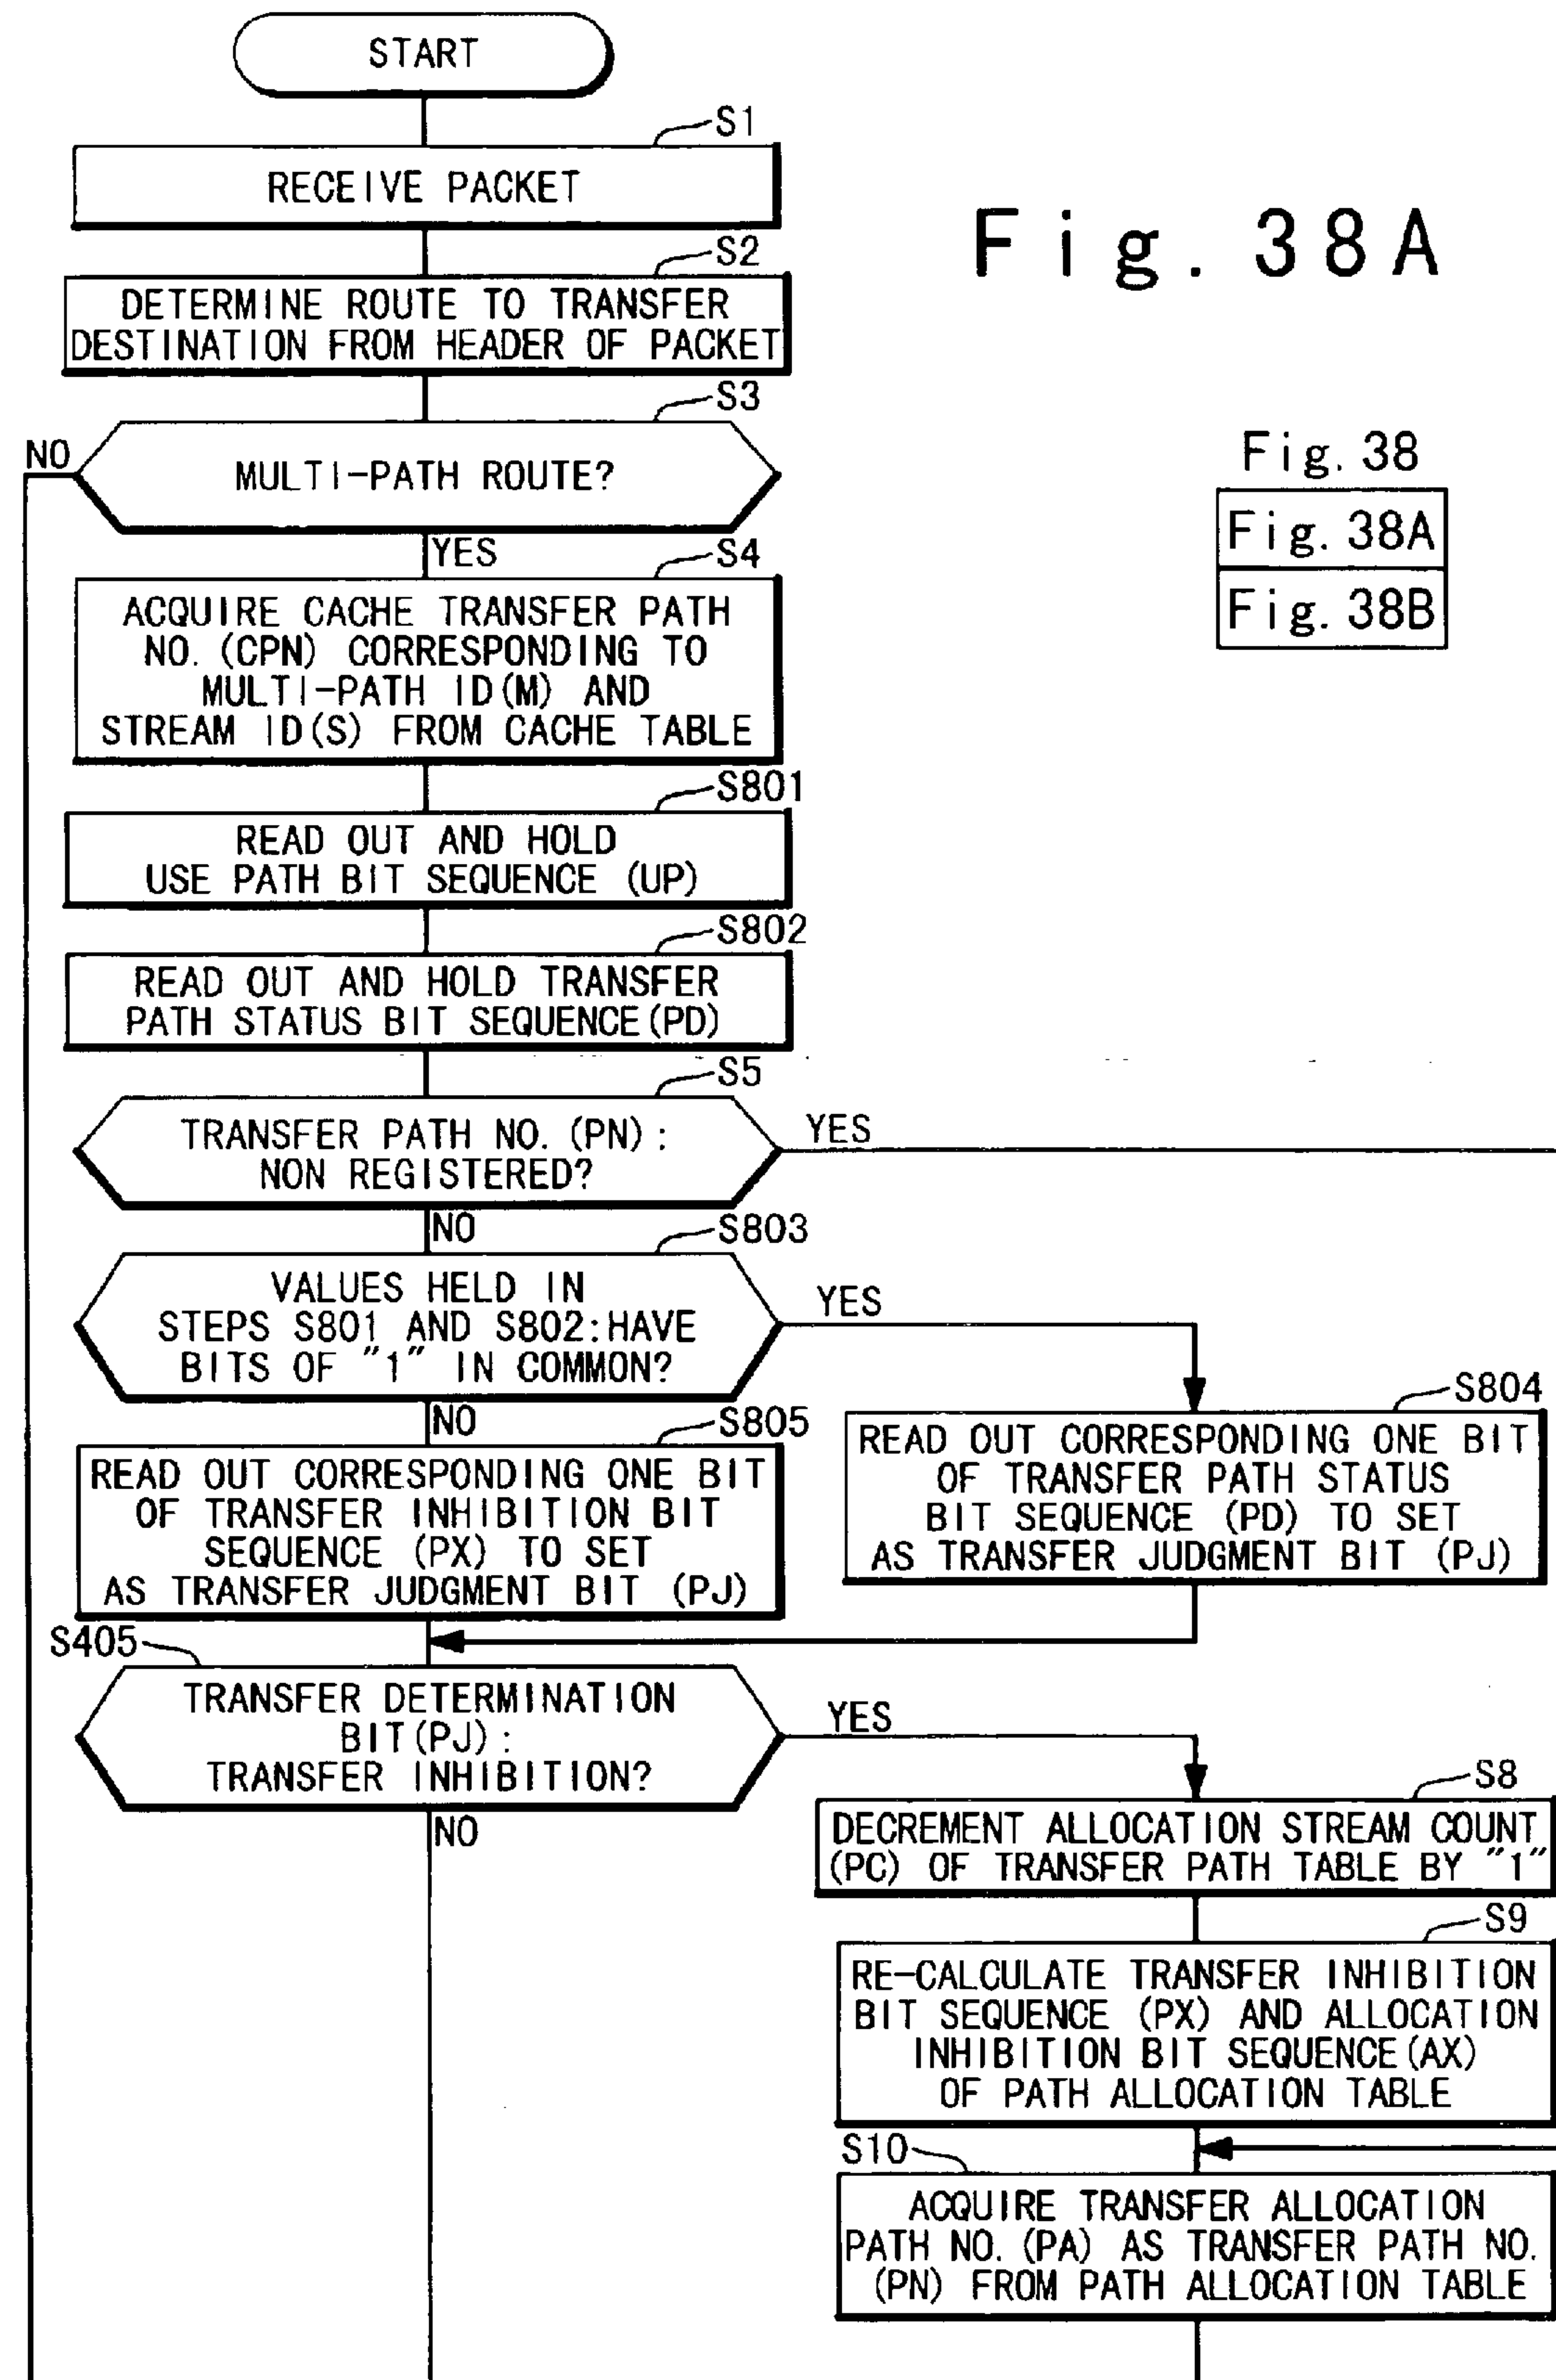 START
S1
RECEIVE PACKET
Fig. 38A
S2
DETERMINE ROUTE TO TRANSFER
DESTINATION FROM HEADER OF PACKET
S3
NO
MULTI-PATH ROUTE?
Fig. 38
Fig. 38A
Fig. 38B
YES
S4
ACQUIRE CACHE TRANSFER PATH
NO. (CPN) CORRESPONDING TO
MULTI-PATH ID(M) AND
STREAM ID(S) FROM CACHE TABLE
S801
READ OUT AND HOLD
USE PATH BIT SEQUENCE (UP)
S802
READ OUT AND HOLD TRANSFER
PATH STATUS BIT SEQUENCE(PD)
S5
TRANSFER PATH NO. (PN):
NON REGISTERED?
YES
NO
S803
VALUES HELD IN
STEPS S801 AND S802:HAVE
BITS OF "1" IN COMMON?
YES
NO
S805
READ OUT CORRESPONDING ONE BIT
OF TRANSFER INHIBITION BIT
SEQUENCE (PX) TO SET
AS TRANSFER JUDGMENT BIT (PJ)
S804
READ OUT CORRESPONDING ONE BIT
OF TRANSFER PATH STATUS
BIT SEQUENCE (PD) TO SET
AS TRANSFER JUDGMENT BIT (PJ)
S405
TRANSFER DETERMINATION
BIT(PJ):
TRANSFER INHIBITION?
YES
NO
S8
DECREMENT ALLOCATION STREAM COUNT
(PC) OF TRANSFER PATH TABLE BY "1"
S9
RE-CALCULATE TRANSFER INHIBITION
BIT SEQUENCE (PX) AND ALLOCATION
INHIBITION BIT SEQUENCE(AX)
OF PATH ALLOCATION TABLE
S10
ACQUIRE TRANSFER ALLOCATION
PATH NO. (PA) AS TRANSFER PATH NO.
(PN) FROM PATH ALLOCATION TABLE